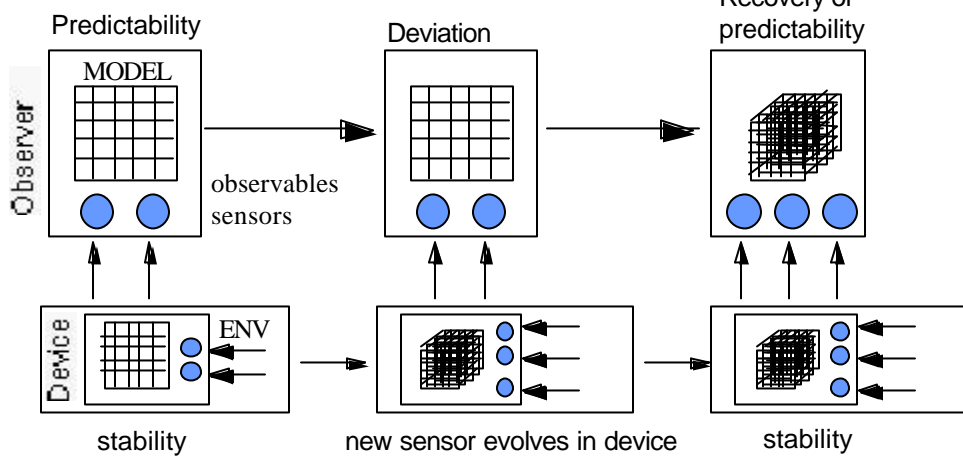 Recovery of
Predictability
Deviation
predictability
MODEL
Observer
observables
sensors
Device
ENV
stability
new sensor evolves in device
stability